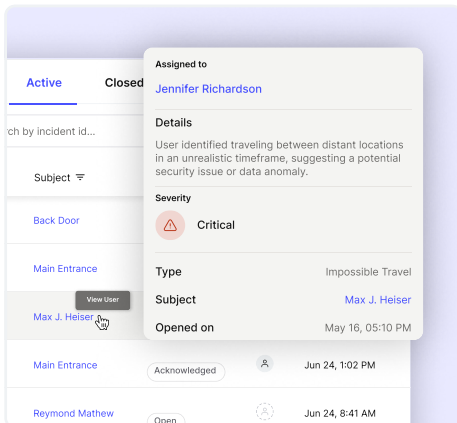 Active Closed
ch by incident id...
Subject
Back Door
Main Entrance
View User
Max J. Heiser
Main Entrance Acknowledged Jun 24, 1:02 PM
Reymond Mathew Open Jun 24, 8:41 AM
Assigned to
Jennifer Richardson
Details
User identified traveling between distant locations
in an unrealistic timeframe, suggesting a potential
security issue or data anomaly.
Severity
Critical
Type Impossible Travel
Subject Max J. Heiser
Opened on May 16, 05:10 PM